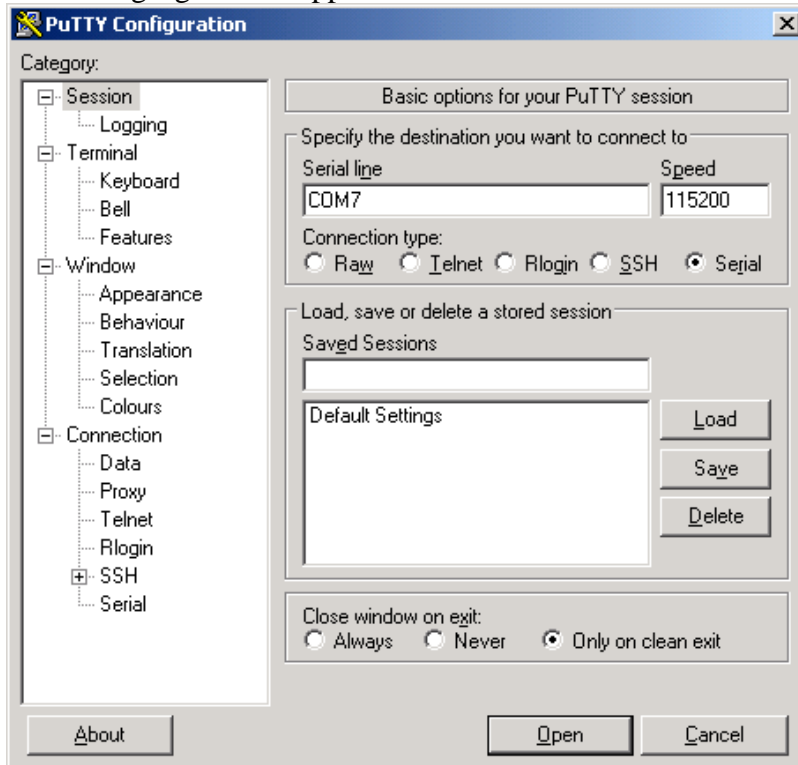 PuTTY Configuration
Category:
Session
Logging
Terminal
Keyboard
Bell
Features
Window
Appearance
Behaviour
Translation
Selection
Colours
Connection
Data
Proxy
Telnet
Rlogin
SSH
Serial
Basic options for your PuTTY session
Specify the destination you want to connect to
Serial line Speed
COM7 115200
Connection type:
Raw Telnet Rlogin SSH Serial
Load, save or delete a stored session
Saved Sessions
Default Settings
Load
Save
Delete
Close window on exit:
Always Never Only on clean exit
About Open Cancel